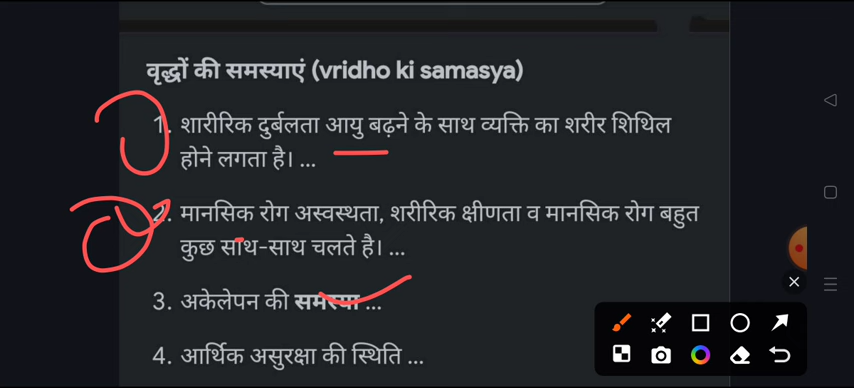 वृद्धों की समस्याएं (vridho ki samasya)
1. शारीरिक दुर्बलता आयु बढ़ने के साथ व्यक्ति का शरीर शिथिल
होने लगता है। ...
2. मानसिक रोग अस्वस्थता, शरीरिक क्षीणता व मानसिक रोग बहुत
कुछ साथ-साथ चलते है। ...
3. अकेलेपन की समस्या ...
4. आर्थिक असुरक्षा की स्थिति ...